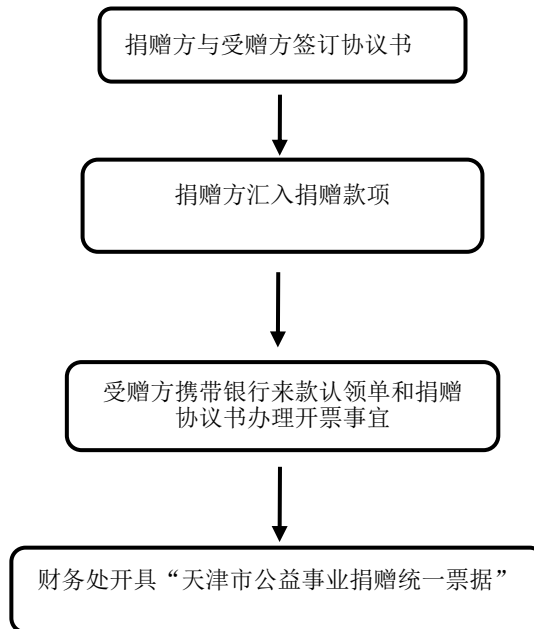 捐赠方与受赠方签订协议书
捐赠方汇入捐赠款项
受赠方携带银行来款认领单和捐赠
协议书办理开票事宜
财务处开具“天津市公益事业捐赠统一票据”